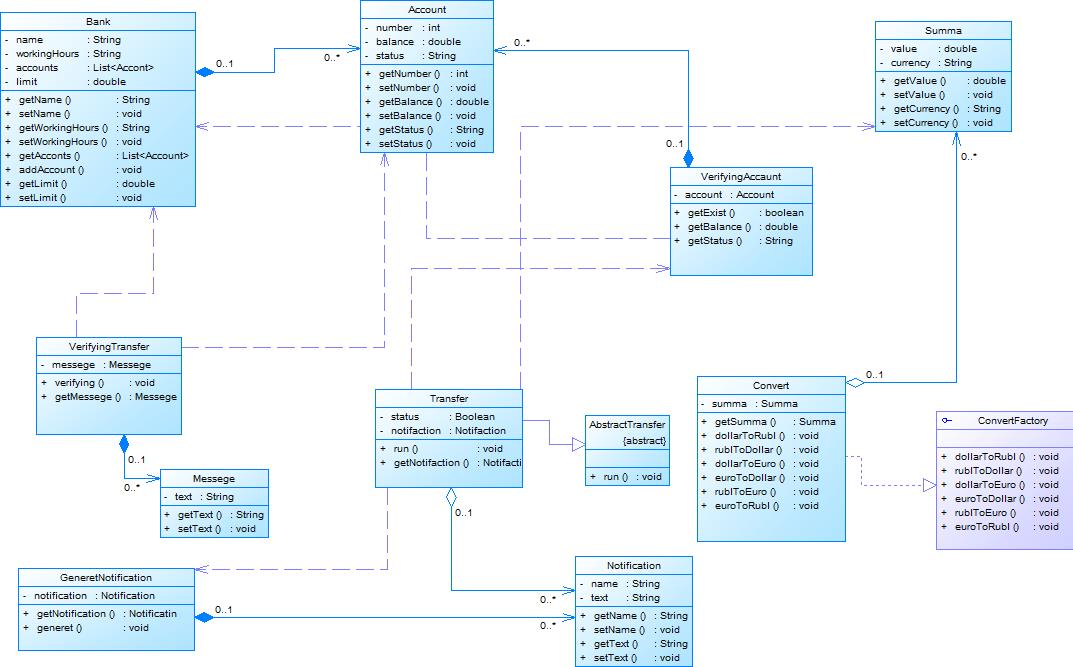 Bank
- name : String
- workingHours : String
- accounts : List<Accont>
- limit : double
+ getName () : String
+ setName () : void
+ getWorkingHours () : String
+ setWorkingHours () : void
+ getAcconts () : List<Account>
+ addAccount () : void
+ getLimit () : double
+ setLimit () : void
0..1
0..*
Account
- number : int
- balance : double
- status : String
+ getNumber () : int
+ setNumber () : void
+ getBalance () : double
+ setBalance () : void
+ getStatus () : String
+ setStatus () : void
0..*
0..1
Summa
- value : double
- currency : String
+ getValue () : double
+ setValue () : void
+ getCurrency () : String
+ setCurrency () : void
0..*
VerifyingAccaunt
- account : Account
+ getExist () : boolean
+ getBalance () : double
+ getStatus () : String
VerifyingTransfer
- messege : Messege
+ verifying () : void
+ getMessege () : Messege
0..1
0..*
Messege
- text : String
+ getText () : String
+ setText () : void
Transfer
- status : Boolean
- notifaction : Notifaction
+ run () : void
+ getNotifaction () : Notifacti
0..1
0..*
AbstractTransfer
{abstract}
+ run () : void
Convert
- summa : Summa
+ getSumma () : Summa
+ dollarToRubl () : void
+ rublToDollar () : void
+ dollarToEuro () : void
+ euroToDollar () : void
+ rublToEuro () : void
+ euroToRubl () : void
0..1
ConvertFactory
+ dollarToRubl () : void
+ rublToDollar () : void
+ dollarToEuro () : void
+ euroToDollar () : void
+ rublToEuro () : void
+ euroToRubl () : void
GeneretNotification
- notification : Notification
+ getNotification () : Notificatin
+ generet () : void
0..1
0..*
Notification
- name : String
- text : String
+ getName () : String
+ setName () : void
+ getText () : String
+ setText () : void